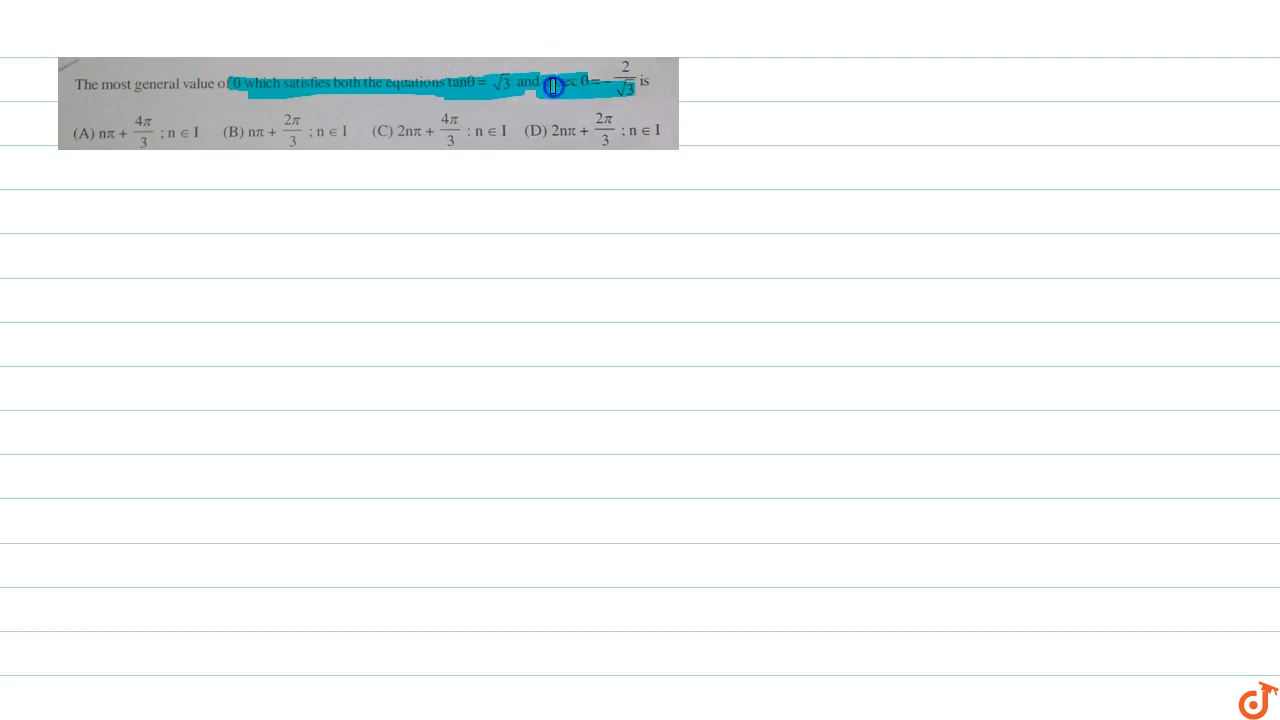 The most general value of θ which satisfies both the equations tanθ = √3 and θ = - 2/√3 is
(A) nπ + 4π/3 ; n ∈ I (B) nπ + 2π/3 ; n ∈ I (C) 2nπ + 4π/3 : n ∈ I (D) 2nπ + 2π/3 ; n ∈ I